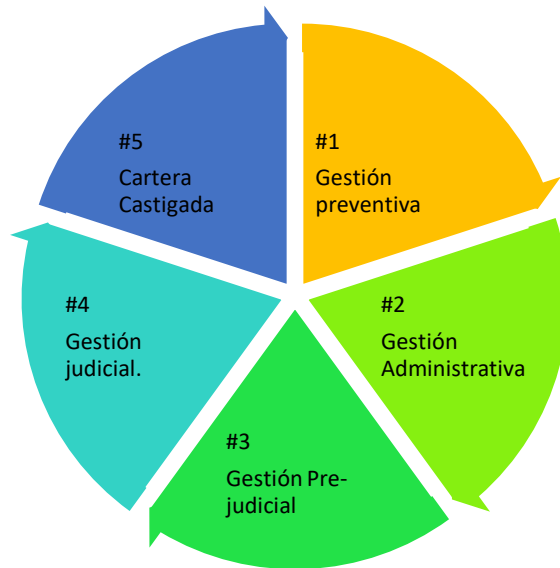 #1
Gestión
preventiva
#2
Gestión
Administrativa
#3
Gestión Pre-
judicial
#4
Gestión
judicial.
#5
Cartera
Castigada